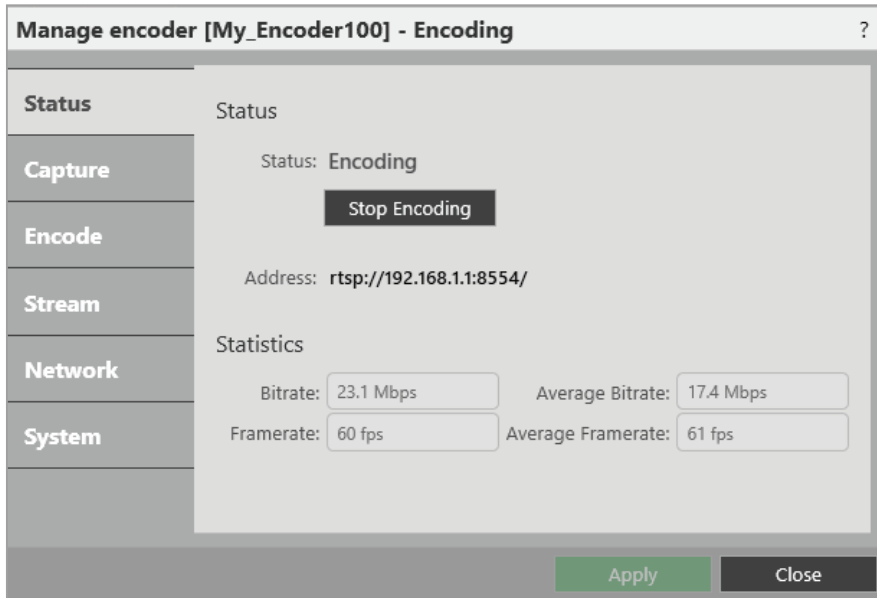 Manage encoder [My_Encoder100] - Encoding ?
Status
Capture
Encode
Stream
Network
System
Status
Status: Encoding
Stop Encoding
Address: rtsp://192.168.1.1:8554/
Statistics
Bitrate: 23.1 Mbps Average Bitrate: 17.4 Mbps
Framerate: 60 fps Average Framerate: 61 fps
Apply Close